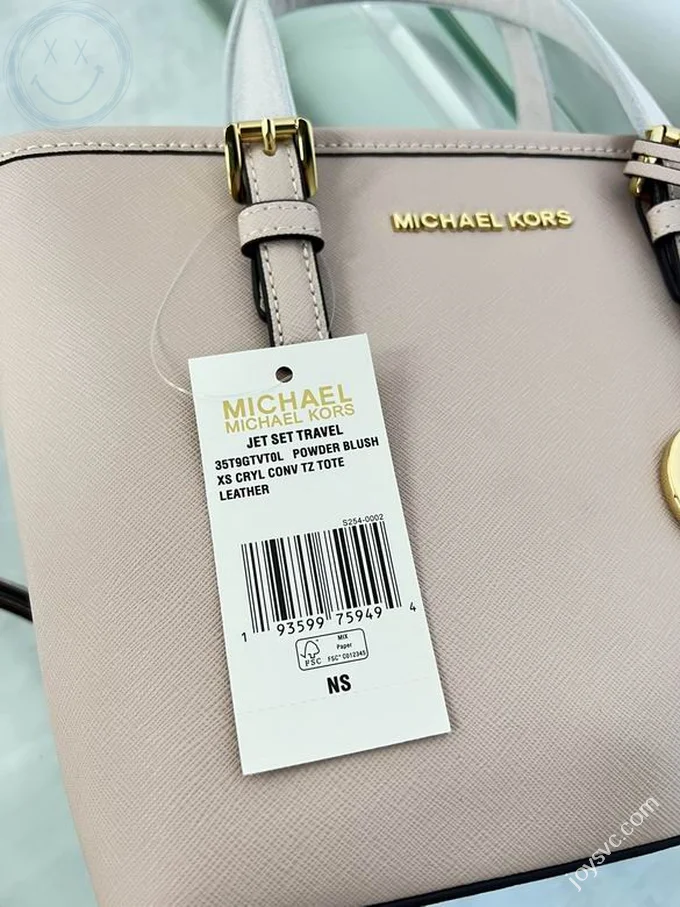 MICHAEL KORS
MICHAEL
MICHAEL KORS
JET SET TRAVEL
35T9GTVT0L POWDER BLUSH
XS CRYL CONV TZ TOTE
LEATHER
S254-0002
1 93599 75949 4
FSC
MIX
Paper
FSC® C012345
NS
joysvc.com